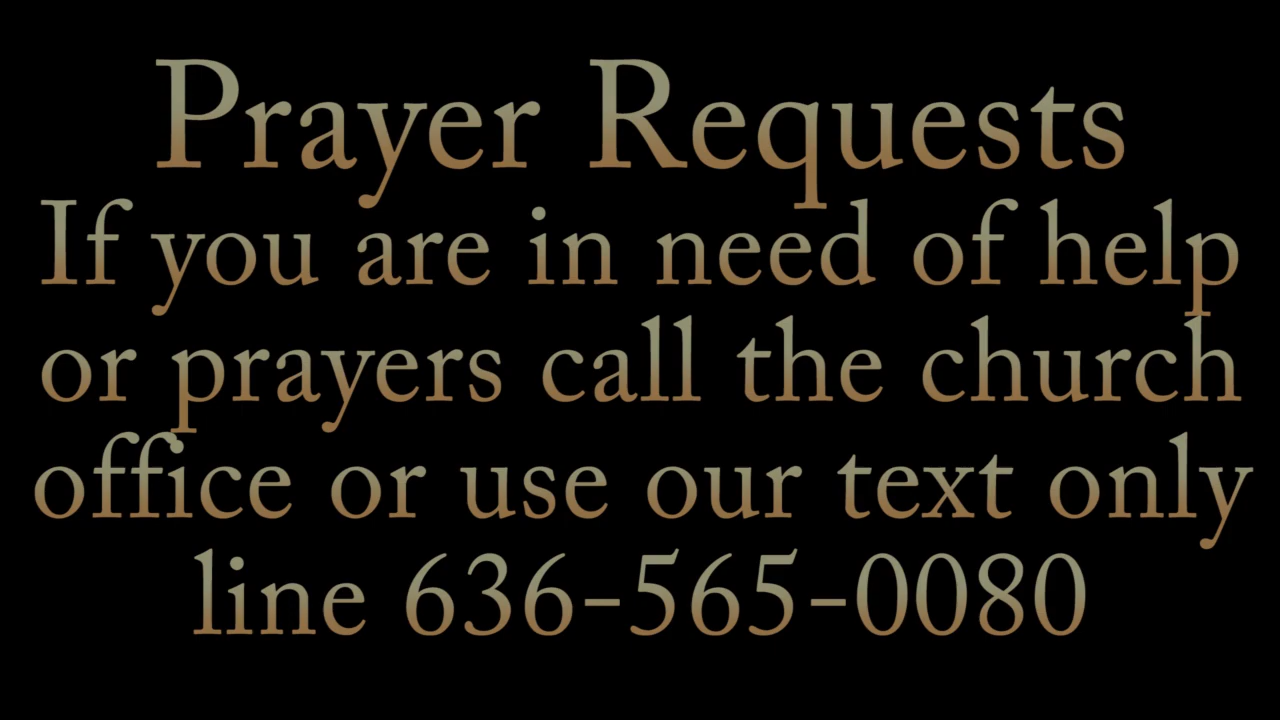 Prayer Requests
If you are in need of help
or prayers call the church
office or use our text only
line 636-565-0080